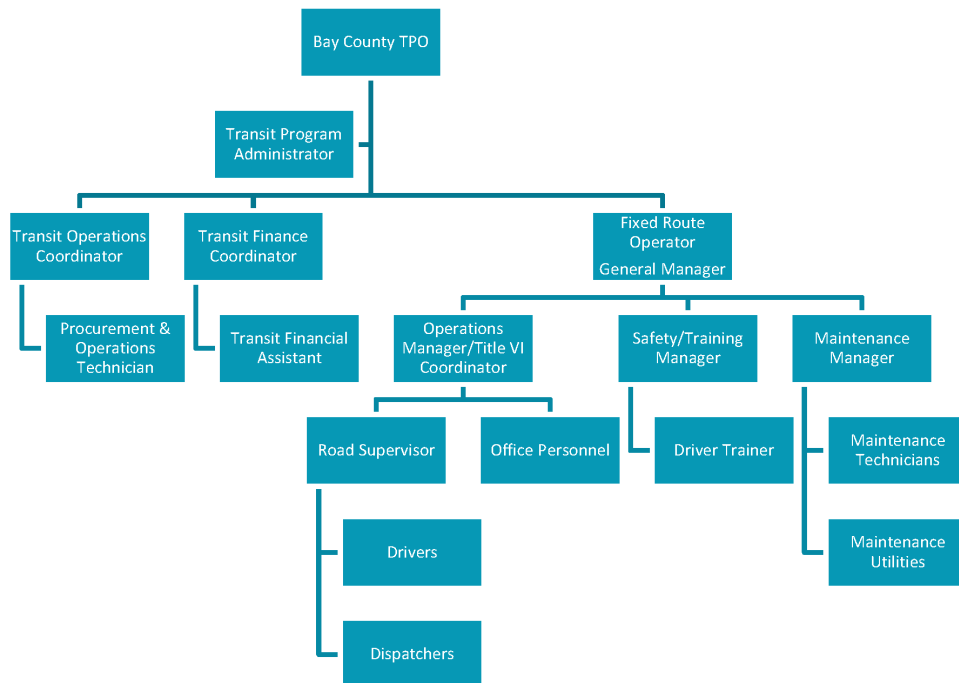 Bay County TPO
Transit Program
Administrator
Transit Operations
Coordinator
Transit Finance
Coordinator
Fixed Route
Operator
General Manager
Procurement &
Operations
Technician
Transit Financial
Assistant
Operations
Manager/Title VI
Coordinator
Safety/Training
Manager
Maintenance
Manager
Road Supervisor
Office Personnel
Driver Trainer
Maintenance
Technicians
Drivers
Maintenance
Utilities
Dispatchers